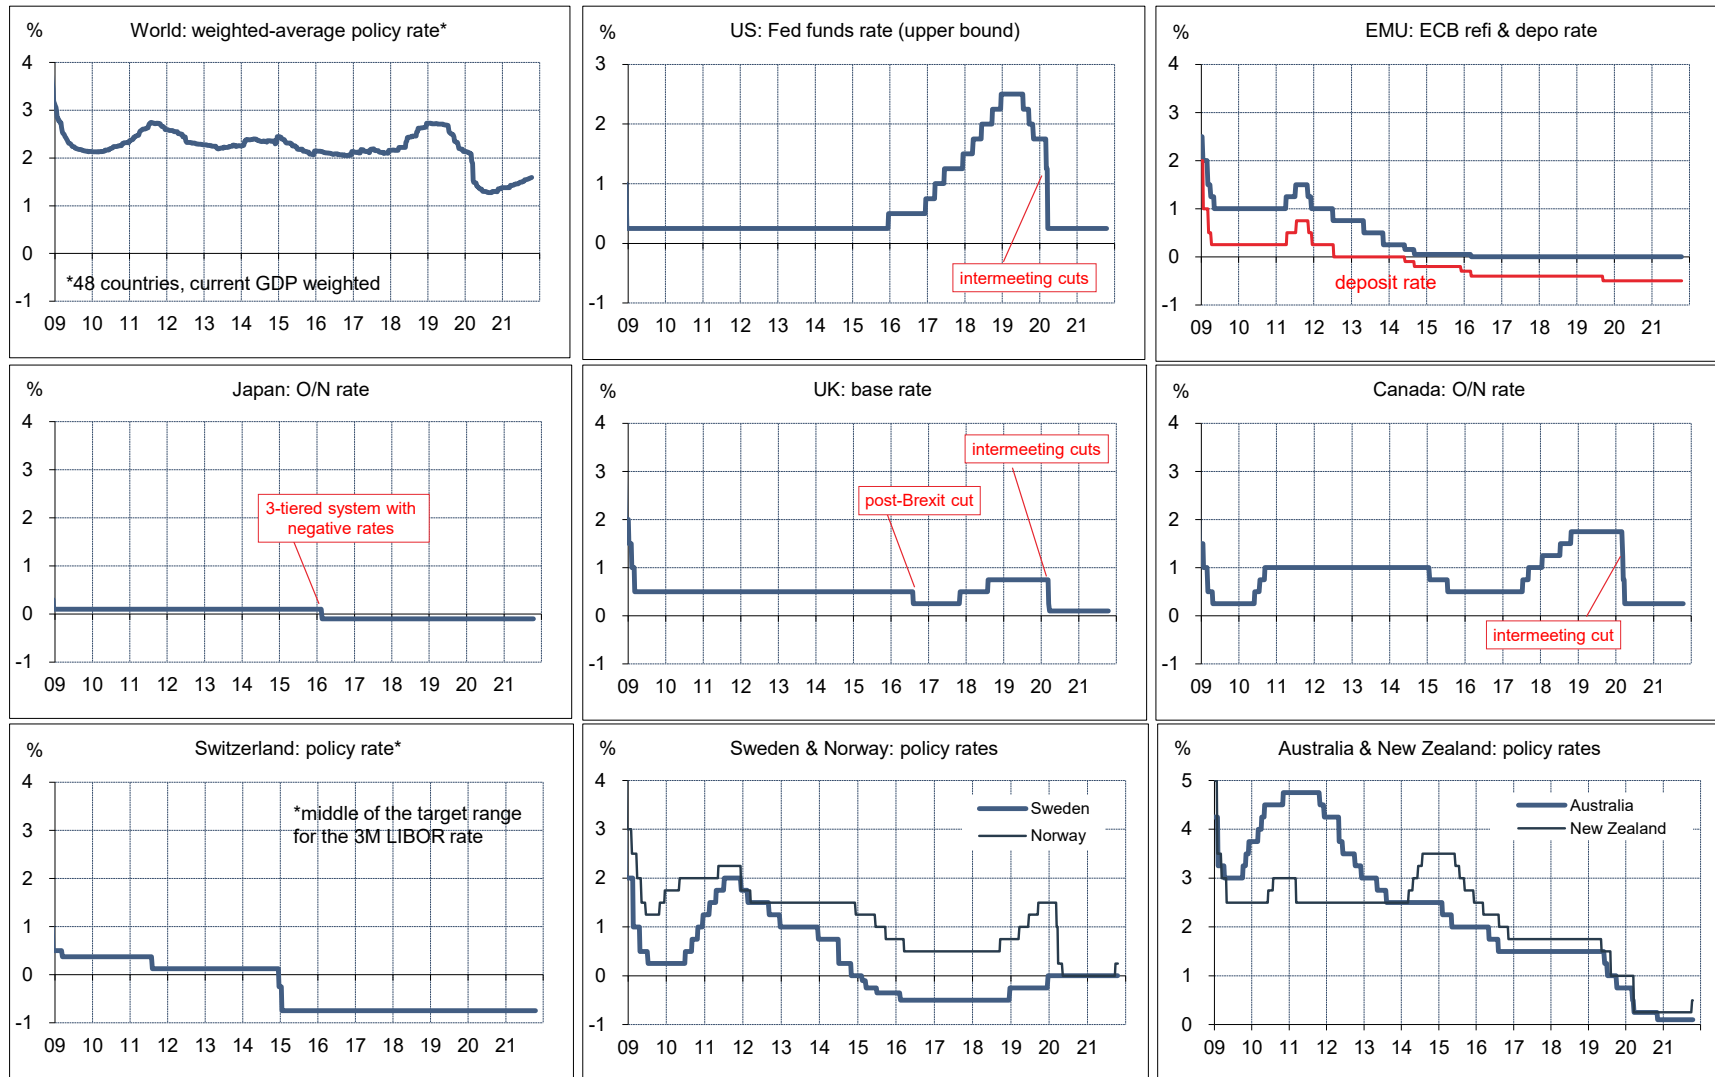 World: weighted-average policy rate*
%
4
3
2
1
0
-1
*48 countries, current GDP weighted
09 10 11 12 13 14 15 16 17 18 19 20 21
US: Fed funds rate (upper bound)
%
3
2
1
0
-1
intermeeting cuts
09 10 11 12 13 14 15 16 17 18 19 20 21
EMU: ECB refi & depo rate
%
4
3
2
1
0
-1
deposit rate
09 10 11 12 13 14 15 16 17 18 19 20 21
Japan: O/N rate
%
4
3
2
1
0
-1
3-tiered system with
negative rates
09 10 11 12 13 14 15 16 17 18 19 20 21
UK: base rate
%
4
3
2
1
0
-1
intermeeting cuts
post-Brexit cut
09 10 11 12 13 14 15 16 17 18 19 20 21
Canada: O/N rate
%
4
3
2
1
0
-1
intermeeting cut
09 10 11 12 13 14 15 16 17 18 19 20 21
Switzerland: policy rate*
%
4
3
2
1
0
-1
*middle of the target range
for the 3M LIBOR rate
09 10 11 12 13 14 15 16 17 18 19 20 21
Sweden & Norway: policy rates
%
4
3
2
1
0
-1
Sweden
Norway
09 10 11 12 13 14 15 16 17 18 19 20 21
Australia & New Zealand: policy rates
%
5
4
3
2
1
0
Australia
New Zealand
09 10 11 12 13 14 15 16 17 18 19 20 21